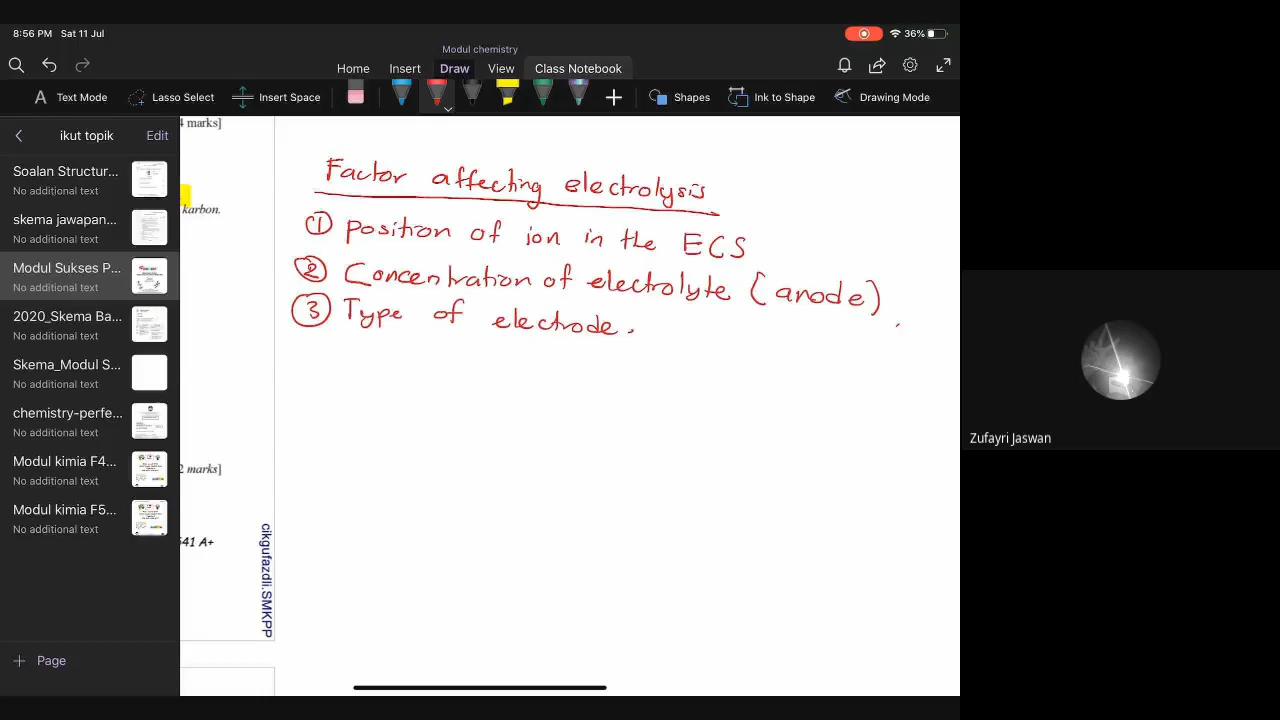 8:56 PM Sat 11 Jul
36%
Modul chemistry
Home Insert Draw View Class Notebook
Text Mode Lasso Select Insert Space Shapes Ink to Shape Drawing Mode
ikut topik Edit
Soalan Structur...
No additional text
skema jawapan...
No additional text
Modul Sukses P...
No additional text
2020_Skema Ba...
No additional text
Skema_Modul S...
No additional text
chemistry-perfe...
No additional text
Modul kimia F4...
No additional text
Modul kimia F5...
No additional text
Page
4 marks]
karbon.
2 marks]
541 A+
cikgufazdli.SMKPP
Factor affecting electrolysis
① Position of ion in the ECS
② Concentration of electrolyte (anode)
③ Type of electrode.
Zufayri Jaswan